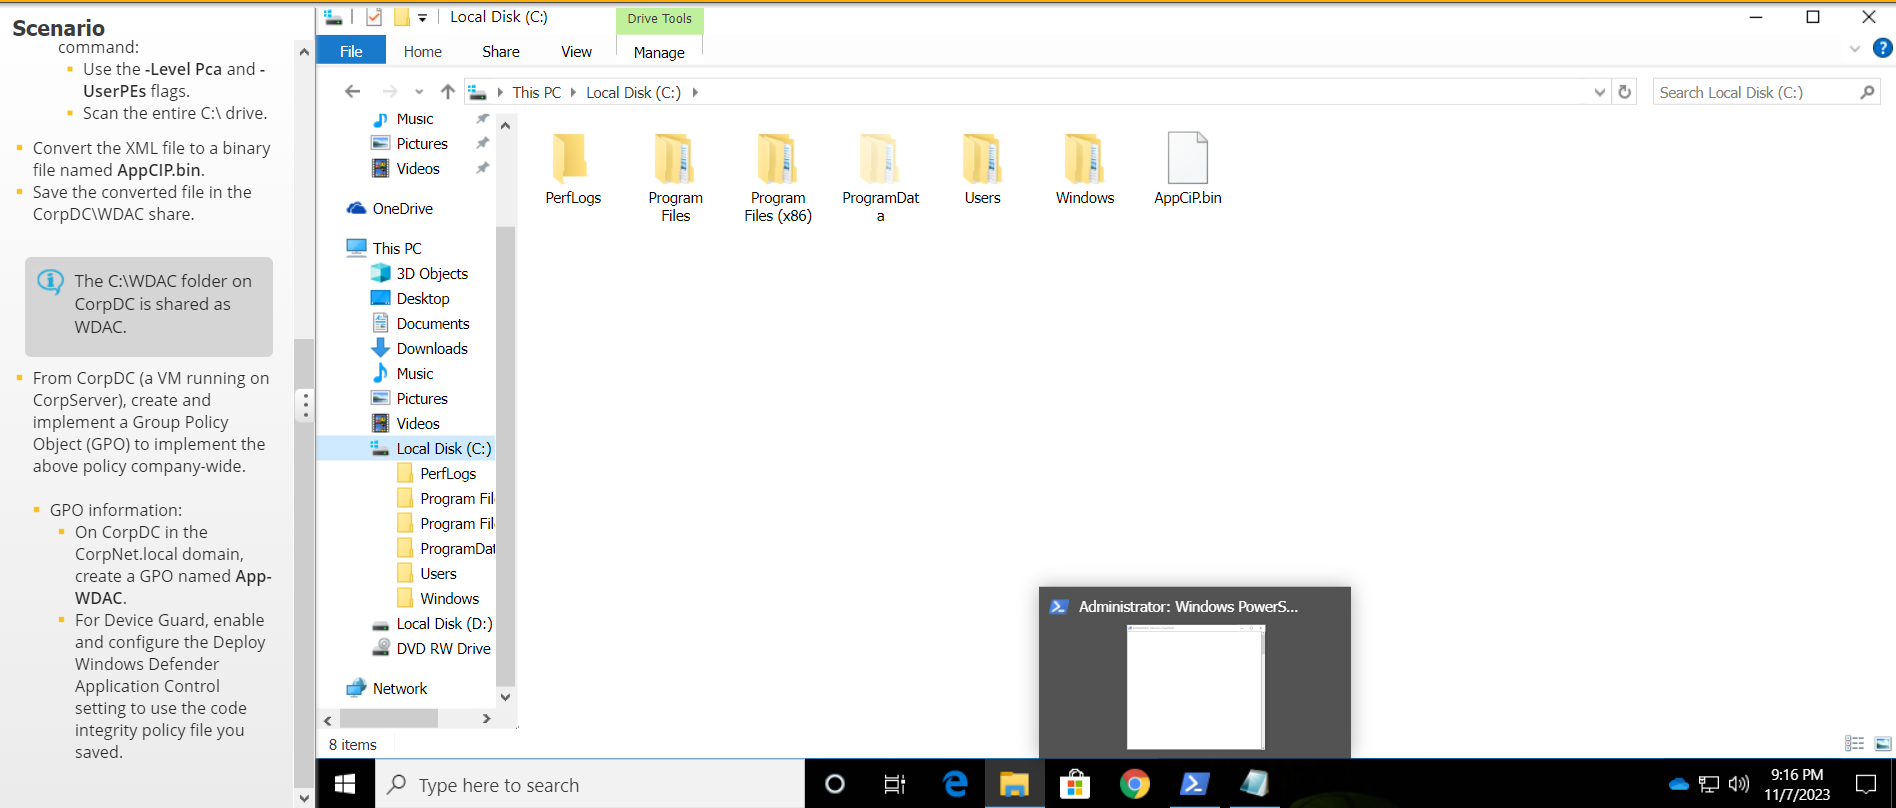 Scenario
command:
Use the -Level Pca and -
UserPEs flags.
Scan the entire C:\ drive.
Convert the XML file to a binary
file named AppCIP.bin.
Save the converted file in the
CorpDC\WDAC share.
The C:\WDAC folder on
CorpDC is shared as
WDAC.
From CorpDC (a VM running on
CorpServer), create and
implement a Group Policy
Object (GPO) to implement the
above policy company-wide.
GPO information:
On CorpDC in the
CorpNet.local domain,
create a GPO named App-
WDAC.
For Device Guard, enable
and configure the Deploy
Windows Defender
Application Control
setting to use the code
integrity policy file you
saved.
Local Disk (C:)
Drive Tools
File
Home
Share
View
Manage
This PC
Local Disk (C:)
Search Local Disk (C:)
Music
Pictures
Videos
OneDrive
This PC
3D Objects
Desktop
Documents
Downloads
Music
Pictures
Videos
Local Disk (C:)
PerfLogs
Program Fil
Program Fil
ProgramDat
Users
Windows
Local Disk (D:)
DVD RW Drive
Network
PerfLogs
Program
Files
Program
Files (x86)
ProgramDat
a
Users
Windows
AppCiP.bin
8 items
Administrator: Windows PowerS...
Type here to search
9:16 PM
11/7/2023